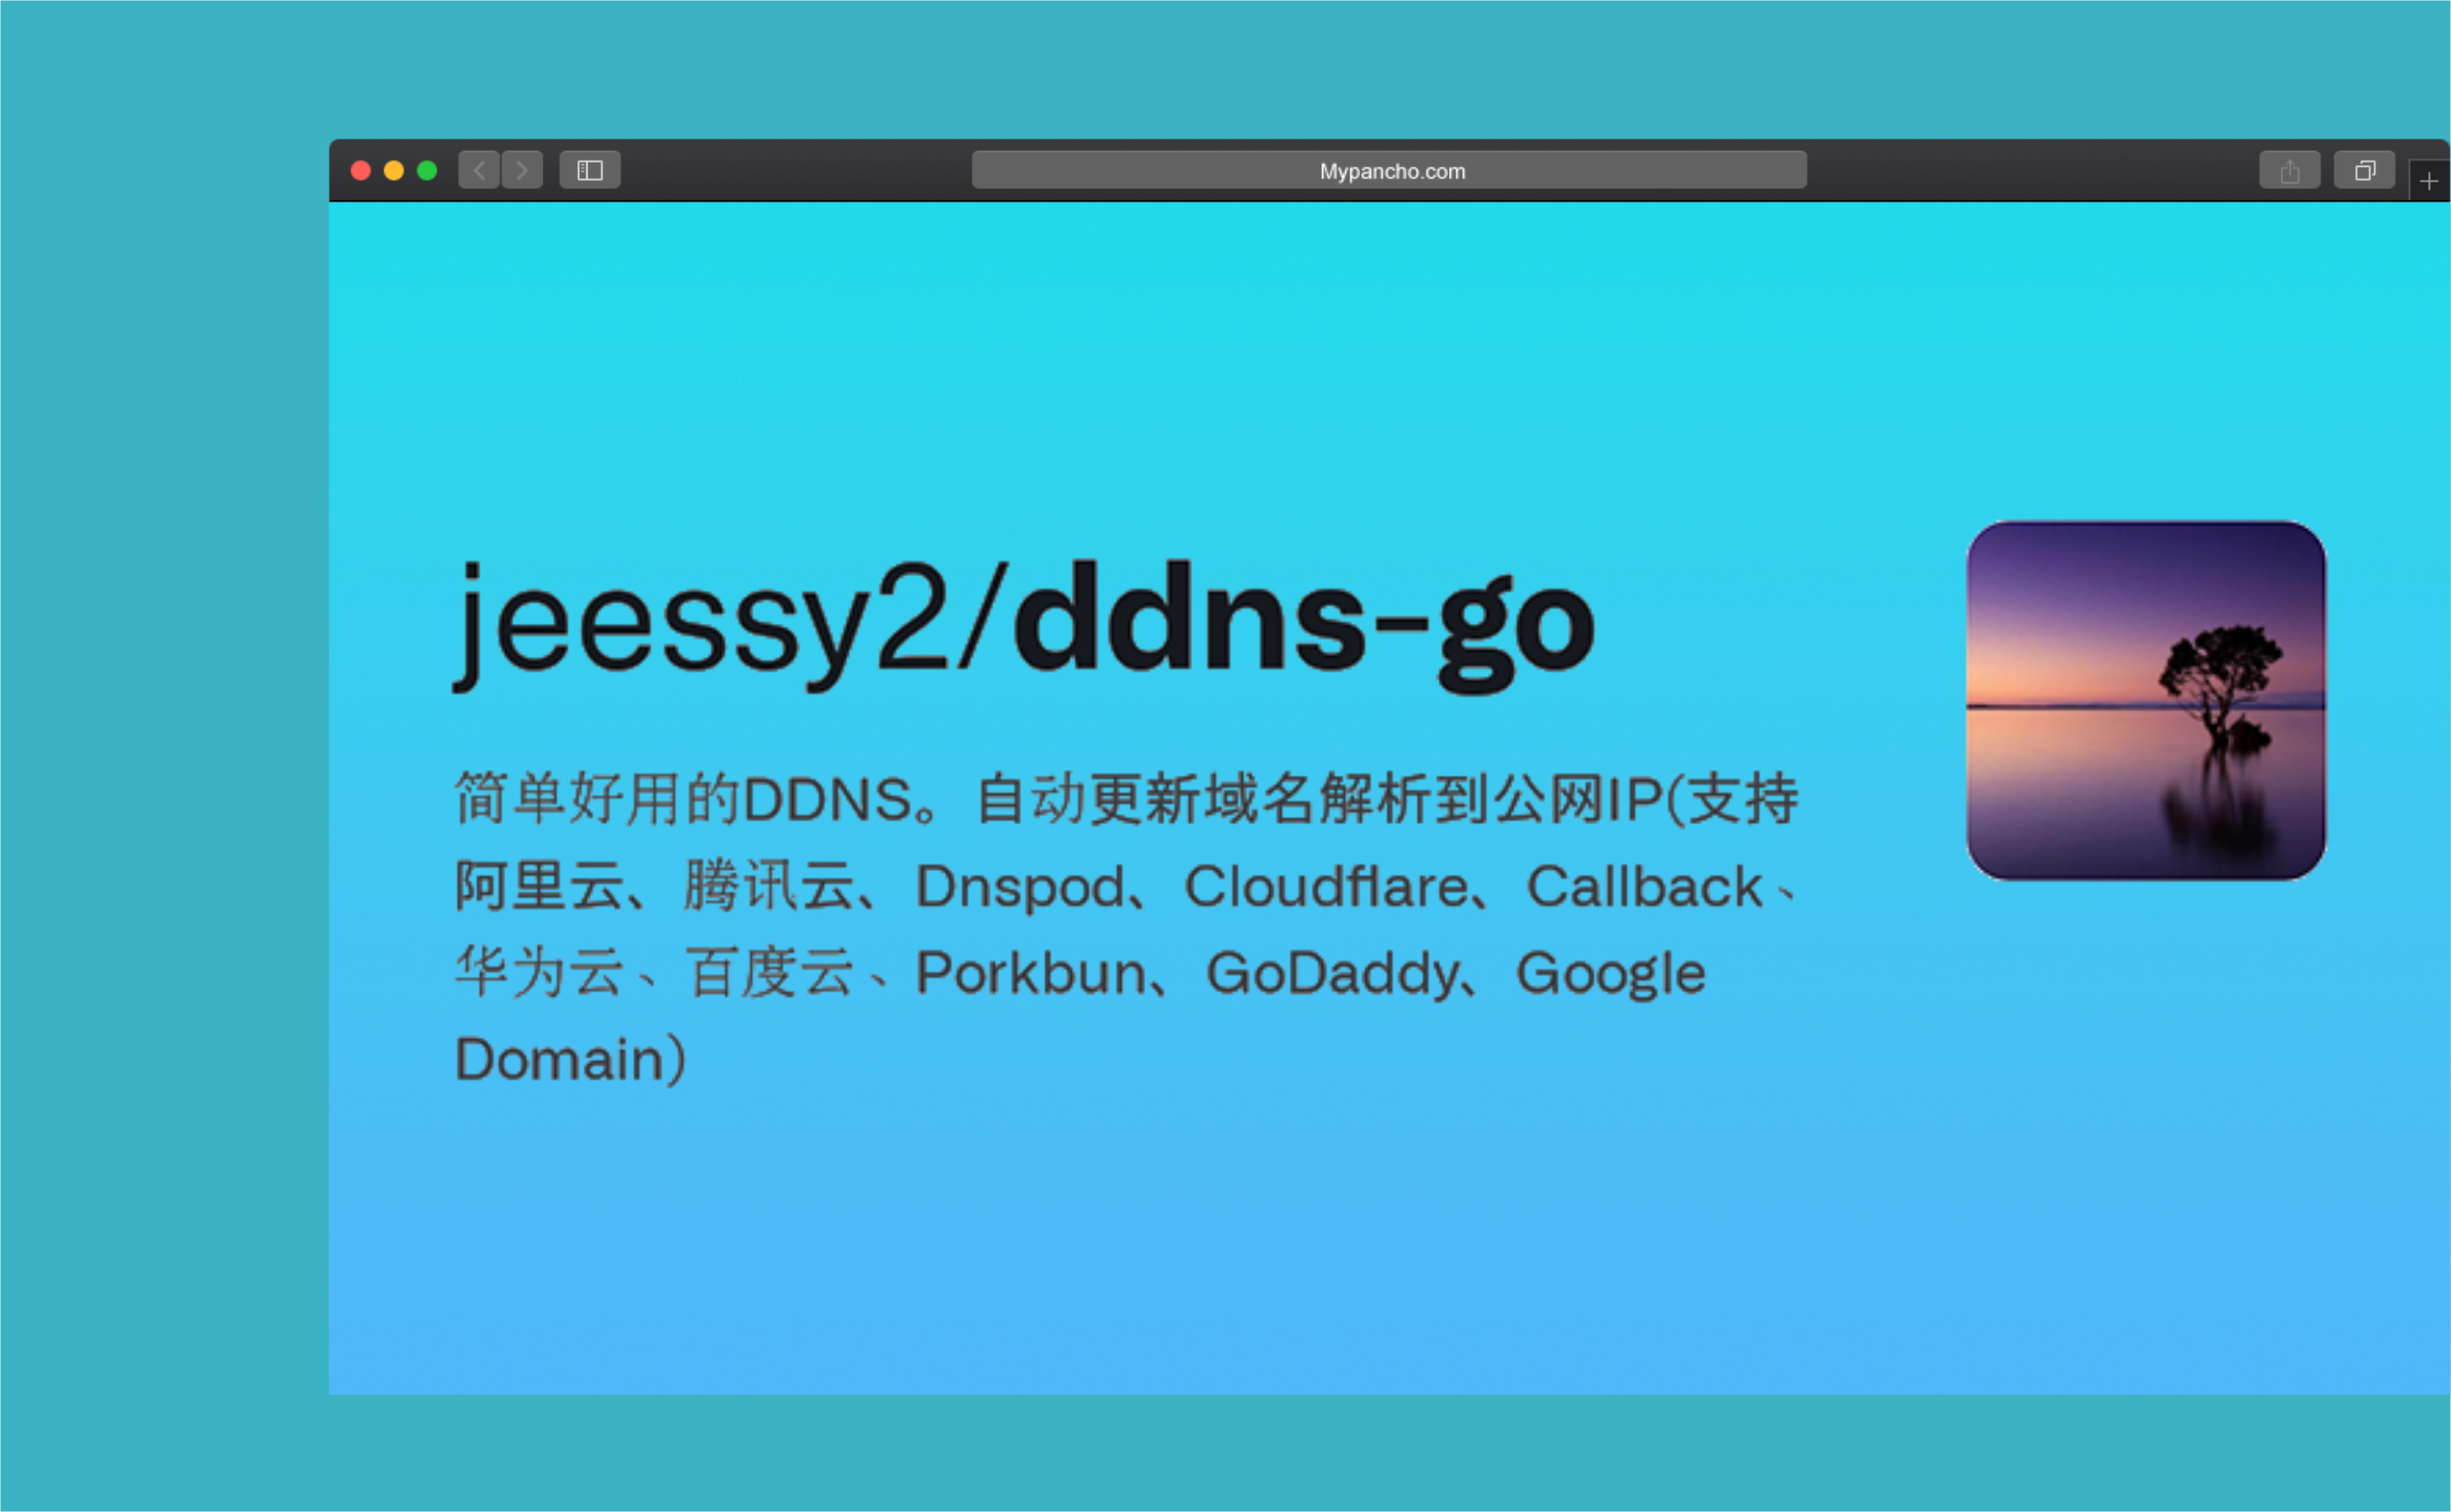 Mypancho.com
jeessy2/ddns-go
简单好用的DDNS。自动更新域名解析到公网IP(支持
阿里云、腾讯云、Dnspod、Cloudflare、Callback、
华为云、百度云、Porkbun、GoDaddy、Google
Domain)